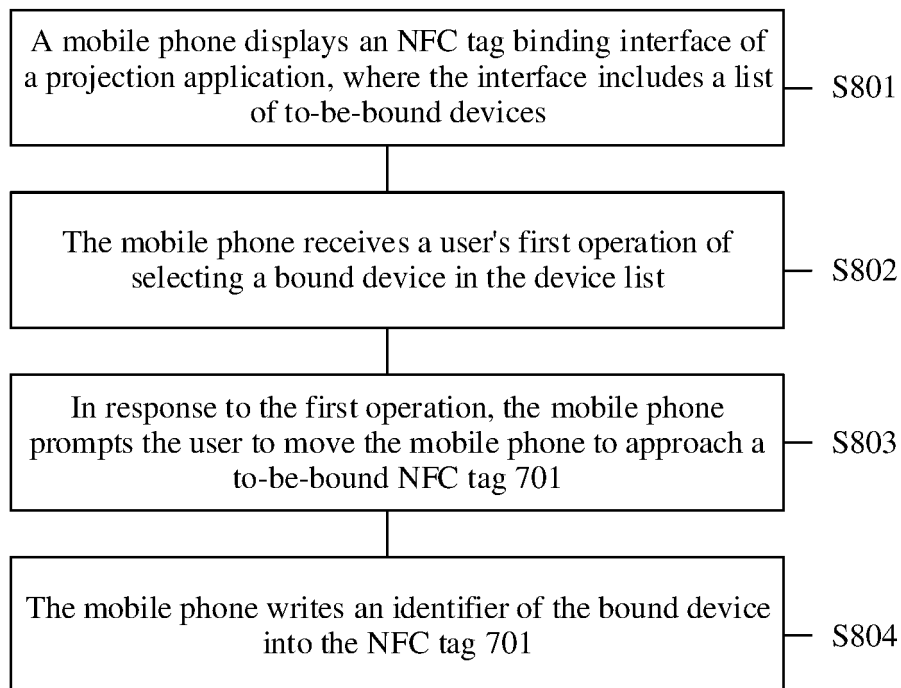 A mobile phone displays an NFC tag binding interface of
a projection application, where the interface includes a list
of to-be-bound devices
S801
The mobile phone receives a user's first operation of
selecting a bound device in the device list
S802
In response to the first operation, the mobile phone
prompts the user to move the mobile phone to approach a
to-be-bound NFC tag 701
S803
The mobile phone writes an identifier of the bound device
into the NFC tag 701
S804